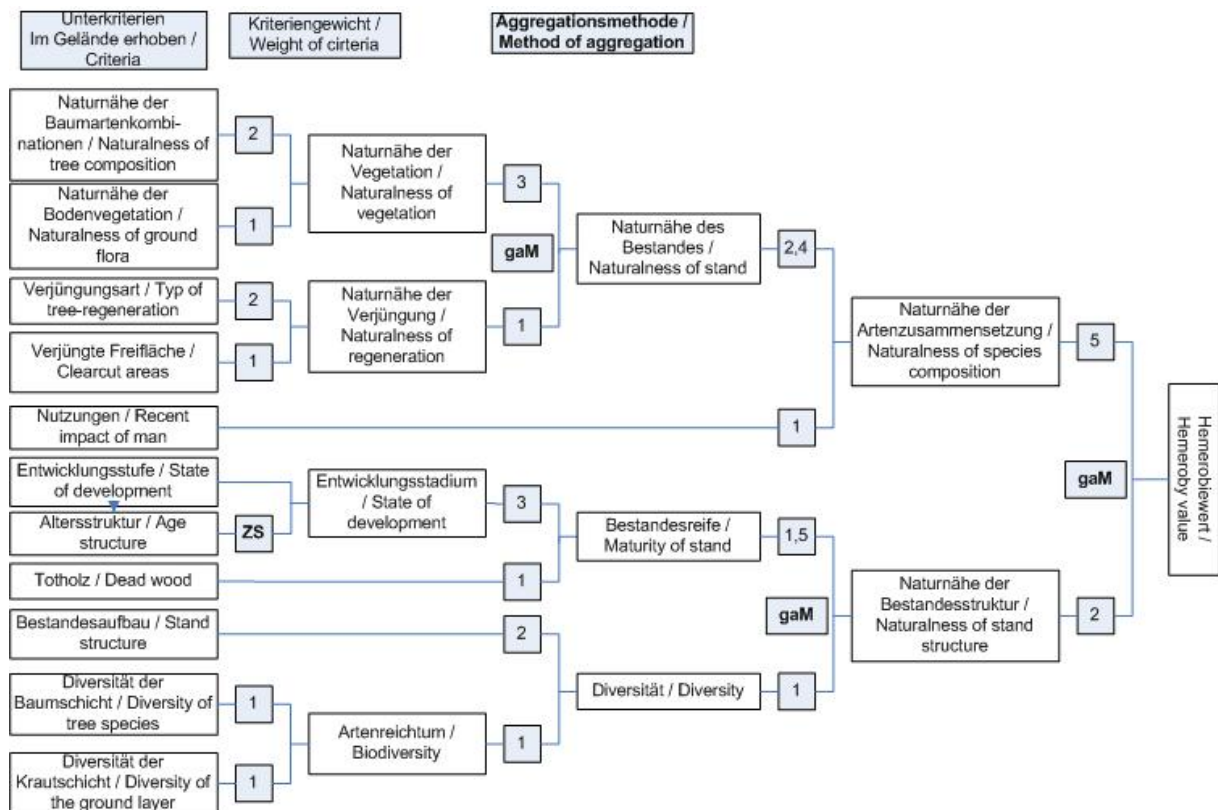 Unterkriterien
Im Gelände erhoben /
Criteria
Kriteriengewicht /
Weight of cirteria
Aggregationsmethode /
Method of aggregation
Naturnähe der
Baumartenkombi-
nationen / Naturalness of
tree composition
2
Naturnähe der
Bodenvegetation /
Naturalness of ground
flora
1
Naturnähe der
Vegetation /
Naturalness of
vegetation
3
Verjüngungsart / Typ of
tree-regeneration
2
Verjüngte Freifläche /
Clearcut areas
1
Naturnähe der
Verjüngung /
Naturalness of
regeneration
1
gaM
Naturnähe des
Bestandes /
Naturalness of stand
2,4
Nutzungen / Recent
impact of man
1
Naturnähe der
Artenzusammensetzung /
Naturalness of species
composition
5
Entwicklungsstufe / State
of development
Altersstruktur / Age
structure
ZS
Entwicklungsstadium
/ State of
development
3
Totholz / Dead wood
1
Bestandesreife /
Maturity of stand
1,5
Bestandesaufbau / Stand
structure
2
Diversität der
Baumschicht / Diversity of
tree species
1
Diversität der
Krautschicht / Diversity of
the ground layer
1
Artenreichtum /
Biodiversity
1
Diversität / Diversity
1
gaM
Naturnähe der
Bestandesstruktur /
Naturalness of stand
structure
2
gaM
Hemerobiewert /
Hemeroby value